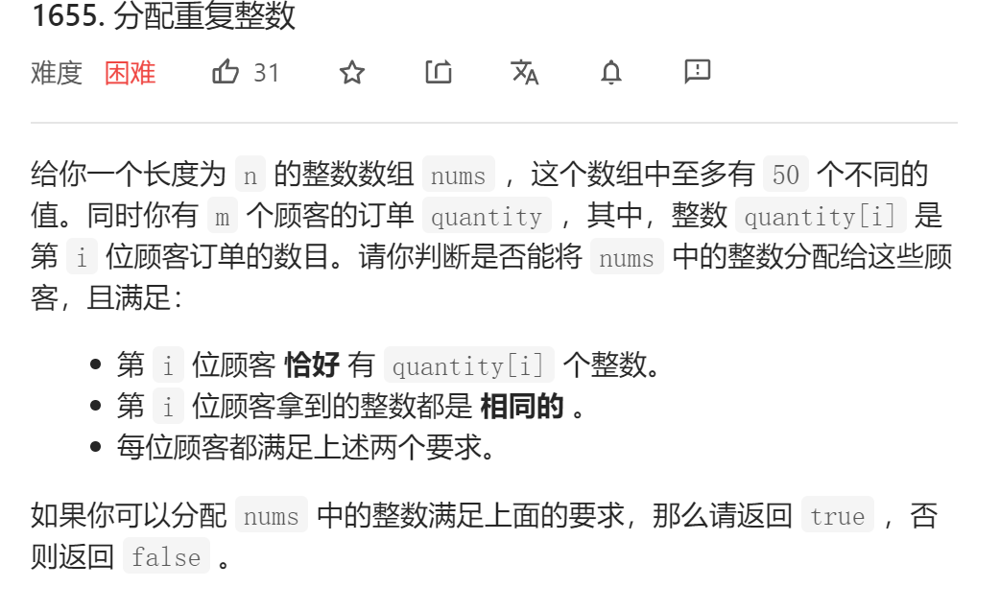 1655. 分配重复整数
难度 困难 31
给你一个长度为 n 的整数数组 nums ，这个数组中至多有 50 个不同的
值。同时你有 m 个顾客的订单 quantity ，其中，整数 quantity[i] 是
第 i 位顾客订单的数目。请你判断是否能将 nums 中的整数分配给这些顾
客，且满足：
第 i 位顾客 恰好 有 quantity[i] 个整数。
第 i 位顾客拿到的整数都是 相同的 。
每位顾客都满足上述两个要求。
如果你可以分配 nums 中的整数满足上面的要求，那么请返回 true ，否
则返回 false 。